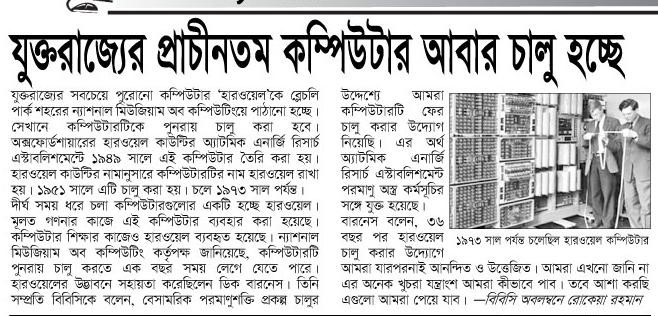 যুক্তরাজ্যের প্রাচীনতম কম্পিউটার আবার চালু হচ্ছে
যুক্তরাজ্যের সবচেয়ে পুরোনো কম্পিউটার ‘হারওয়েল’কে ব্লেচলি
পার্ক শহরের ন্যাশনাল মিউজিয়াম অব কম্পিউটিংয়ে পাঠানো হচ্ছে।
সেখানে কম্পিউটারটিকে পুনরায় চালু করা হবে।
অক্সফোর্ডশায়ারের হারওয়েল কাউন্টির অ্যাটমিক এনার্জি রিসার্চ
এস্টাবলিশমেন্টে ১৯৪৯ সালে এই কম্পিউটার তৈরি করা হয়।
হারওয়েল কাউন্টির নামানুসারে কম্পিউটারটির নাম হারওয়েল রাখা
হয়। ১৯৫১ সালে এটি চালু করা হয়। চলে ১৯৭৩ সাল পর্যন্ত।
দীর্ঘ সময় ধরে চলা কম্পিউটারগুলোর একটি হচ্ছে হারওয়েল।
মূলত গণনার কাজে এই কম্পিউটার ব্যবহার করা হয়েছে।
কম্পিউটার শিক্ষার কাজেও হারওয়েল ব্যবহৃত হয়েছে। ন্যাশনাল
মিউজিয়াম অব কম্পিউটিং কর্তৃপক্ষ জানিয়েছে, কম্পিউটারটি
পুনরায় চালু করতে এক বছর সময় লেগে যেতে পারে।
হারওয়েলের উদ্ভাবনে সহায়তা করেছিলেন ডিক বারনেস। তিনি
সম্প্রতি বিবিসিকে বলেন, বেসামরিক পরমাণুশক্তি প্রকল্প চালুর
উদ্দেশ্যে আমরা
কম্পিউটারটি ফের
চালু করার উদ্যোগ
নিয়েছি। এর অর্থ
অ্যাটমিক এনার্জি
রিসার্চ এস্টাবলিশমেন্ট
পরমাণু অস্ত্র কর্মসূচির
সঙ্গে যুক্ত হয়েছে।
বারনেস বলেন, ৩৬
বছর পর হারওয়েল
চালু করার উদ্যোগে
আমরা যারপরনাই আনন্দিত ও উত্তেজিত। আমরা এখনো জানি না
এর অনেক খুচরা যন্ত্রাংশ আমরা কীভাবে পাব। তবে আশা করছি
এগুলো আমরা পেয়ে যাব। —বিবিসি অবলম্বনে রোকেয়া রহমান
১৯৭৩ সাল পর্যন্ত চলেছিল হারওয়েল কম্পিউটার